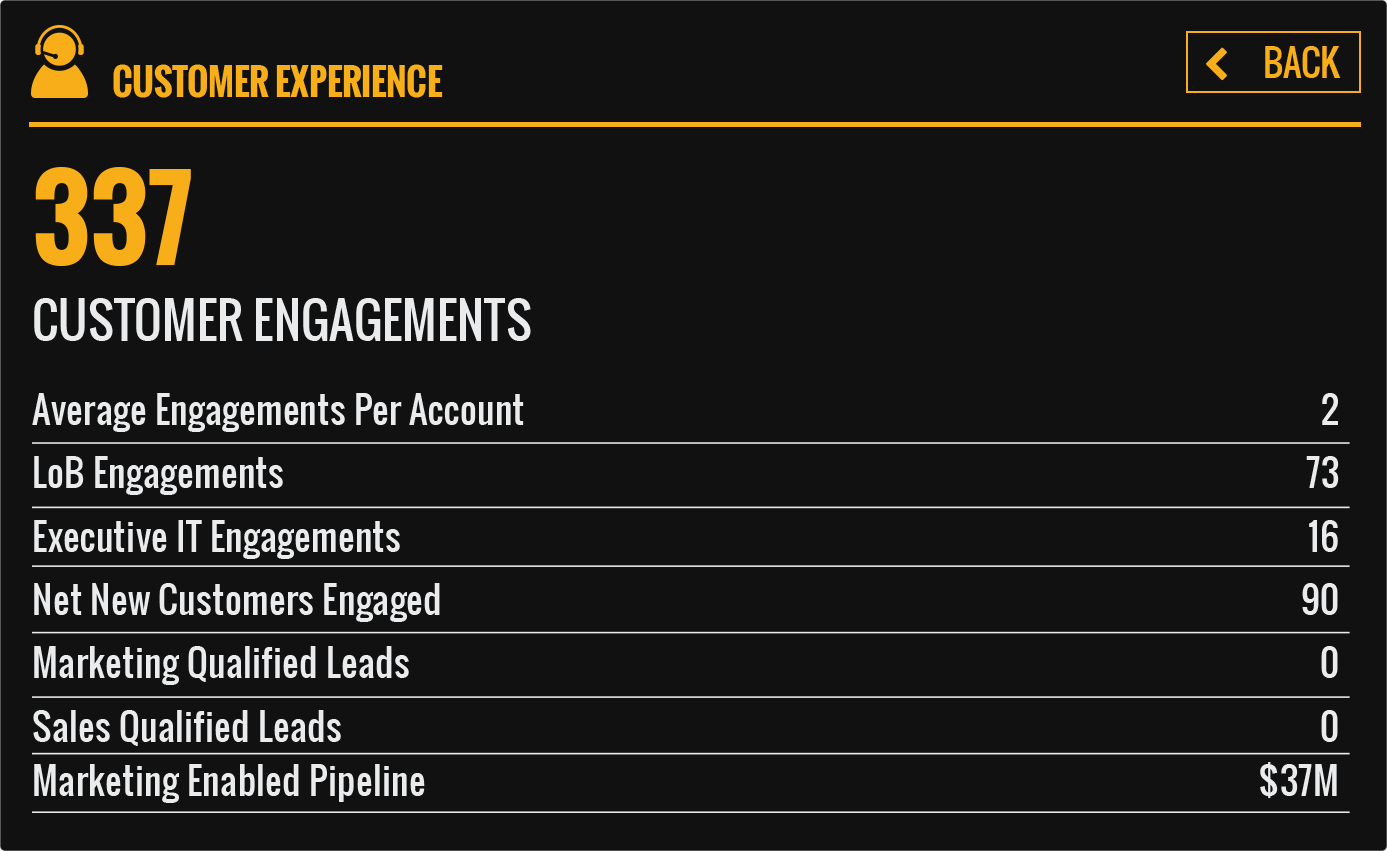 CUSTOMER EXPERIENCE
BACK
337
CUSTOMER ENGAGEMENTS
Average Engagements Per Account 2
LoB Engagements 73
Executive IT Engagements 16
Net New Customers Engaged 90
Marketing Qualified Leads 0
Sales Qualified Leads 0
Marketing Enabled Pipeline $37M